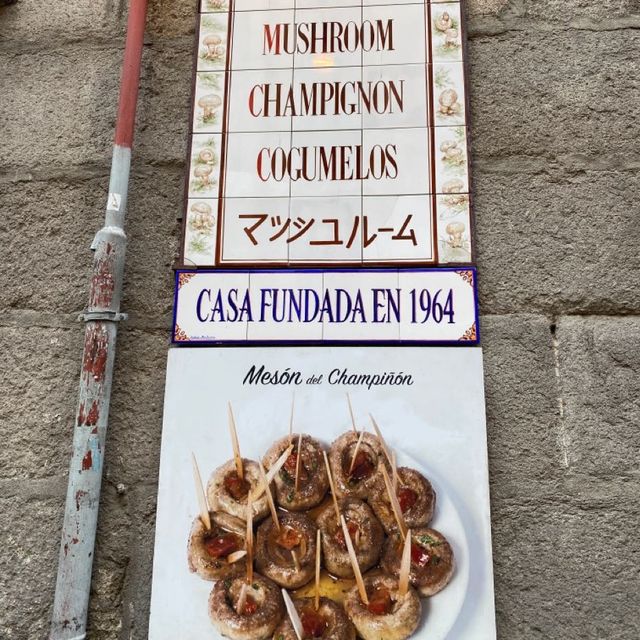 MUSHROOM
CHAMPIGNON
COGUMELOS
マッシュルーム
CASA FUNDADA EN 1964
Mesón del Champiñón